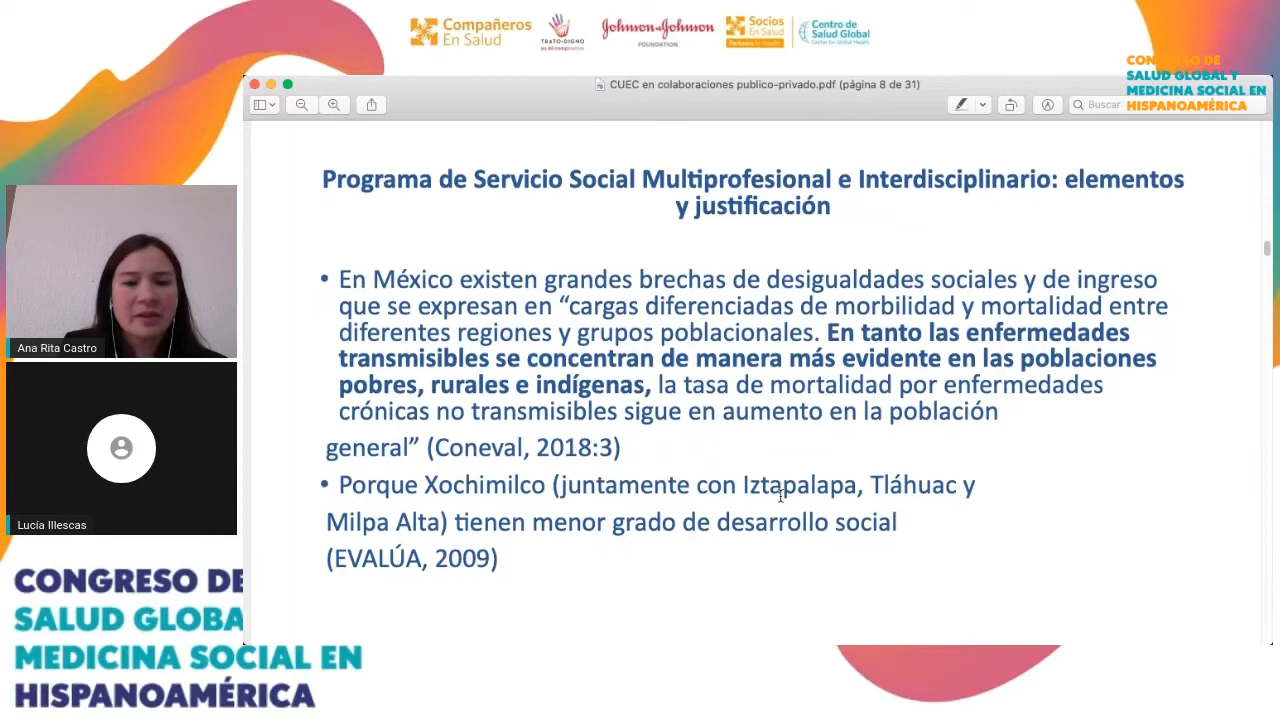 Compañeros
En Salud
TRATO DIGNO
es mi compromiso
Johnson & Johnson
FOUNDATION
Socios
En Salud
Partners In Health
Centro de
Salud Global
Center for Global Health
CONGRESO DE
SALUD GLOBAL Y
MEDICINA SOCIAL EN
HISPANOAMÉRICA
CUEC en colaboraciones publico-privado.pdf (página 8 de 31)
Buscar
Programa de Servicio Social Multiprofesional e Interdisciplinario: elementos
y justificación
• En México existen grandes brechas de desigualdades sociales y de ingreso
que se expresan en “cargas diferenciadas de morbilidad y mortalidad entre
diferentes regiones y grupos poblacionales. En tanto las enfermedades
transmisibles se concentran de manera más evidente en las poblaciones
pobres, rurales e indígenas, la tasa de mortalidad por enfermedades
crónicas no transmisibles sigue en aumento en la población
general” (Coneval, 2018:3)
• Porque Xochimilco (juntamente con Iztapalapa, Tláhuac y
Milpa Alta) tienen menor grado de desarrollo social
(EVALÚA, 2009)
Ana Rita Castro
Lucía Illescas
CONGRESO DE
SALUD GLOBA
MEDICINA SOCIAL EN
HISPANOAMÉRICA